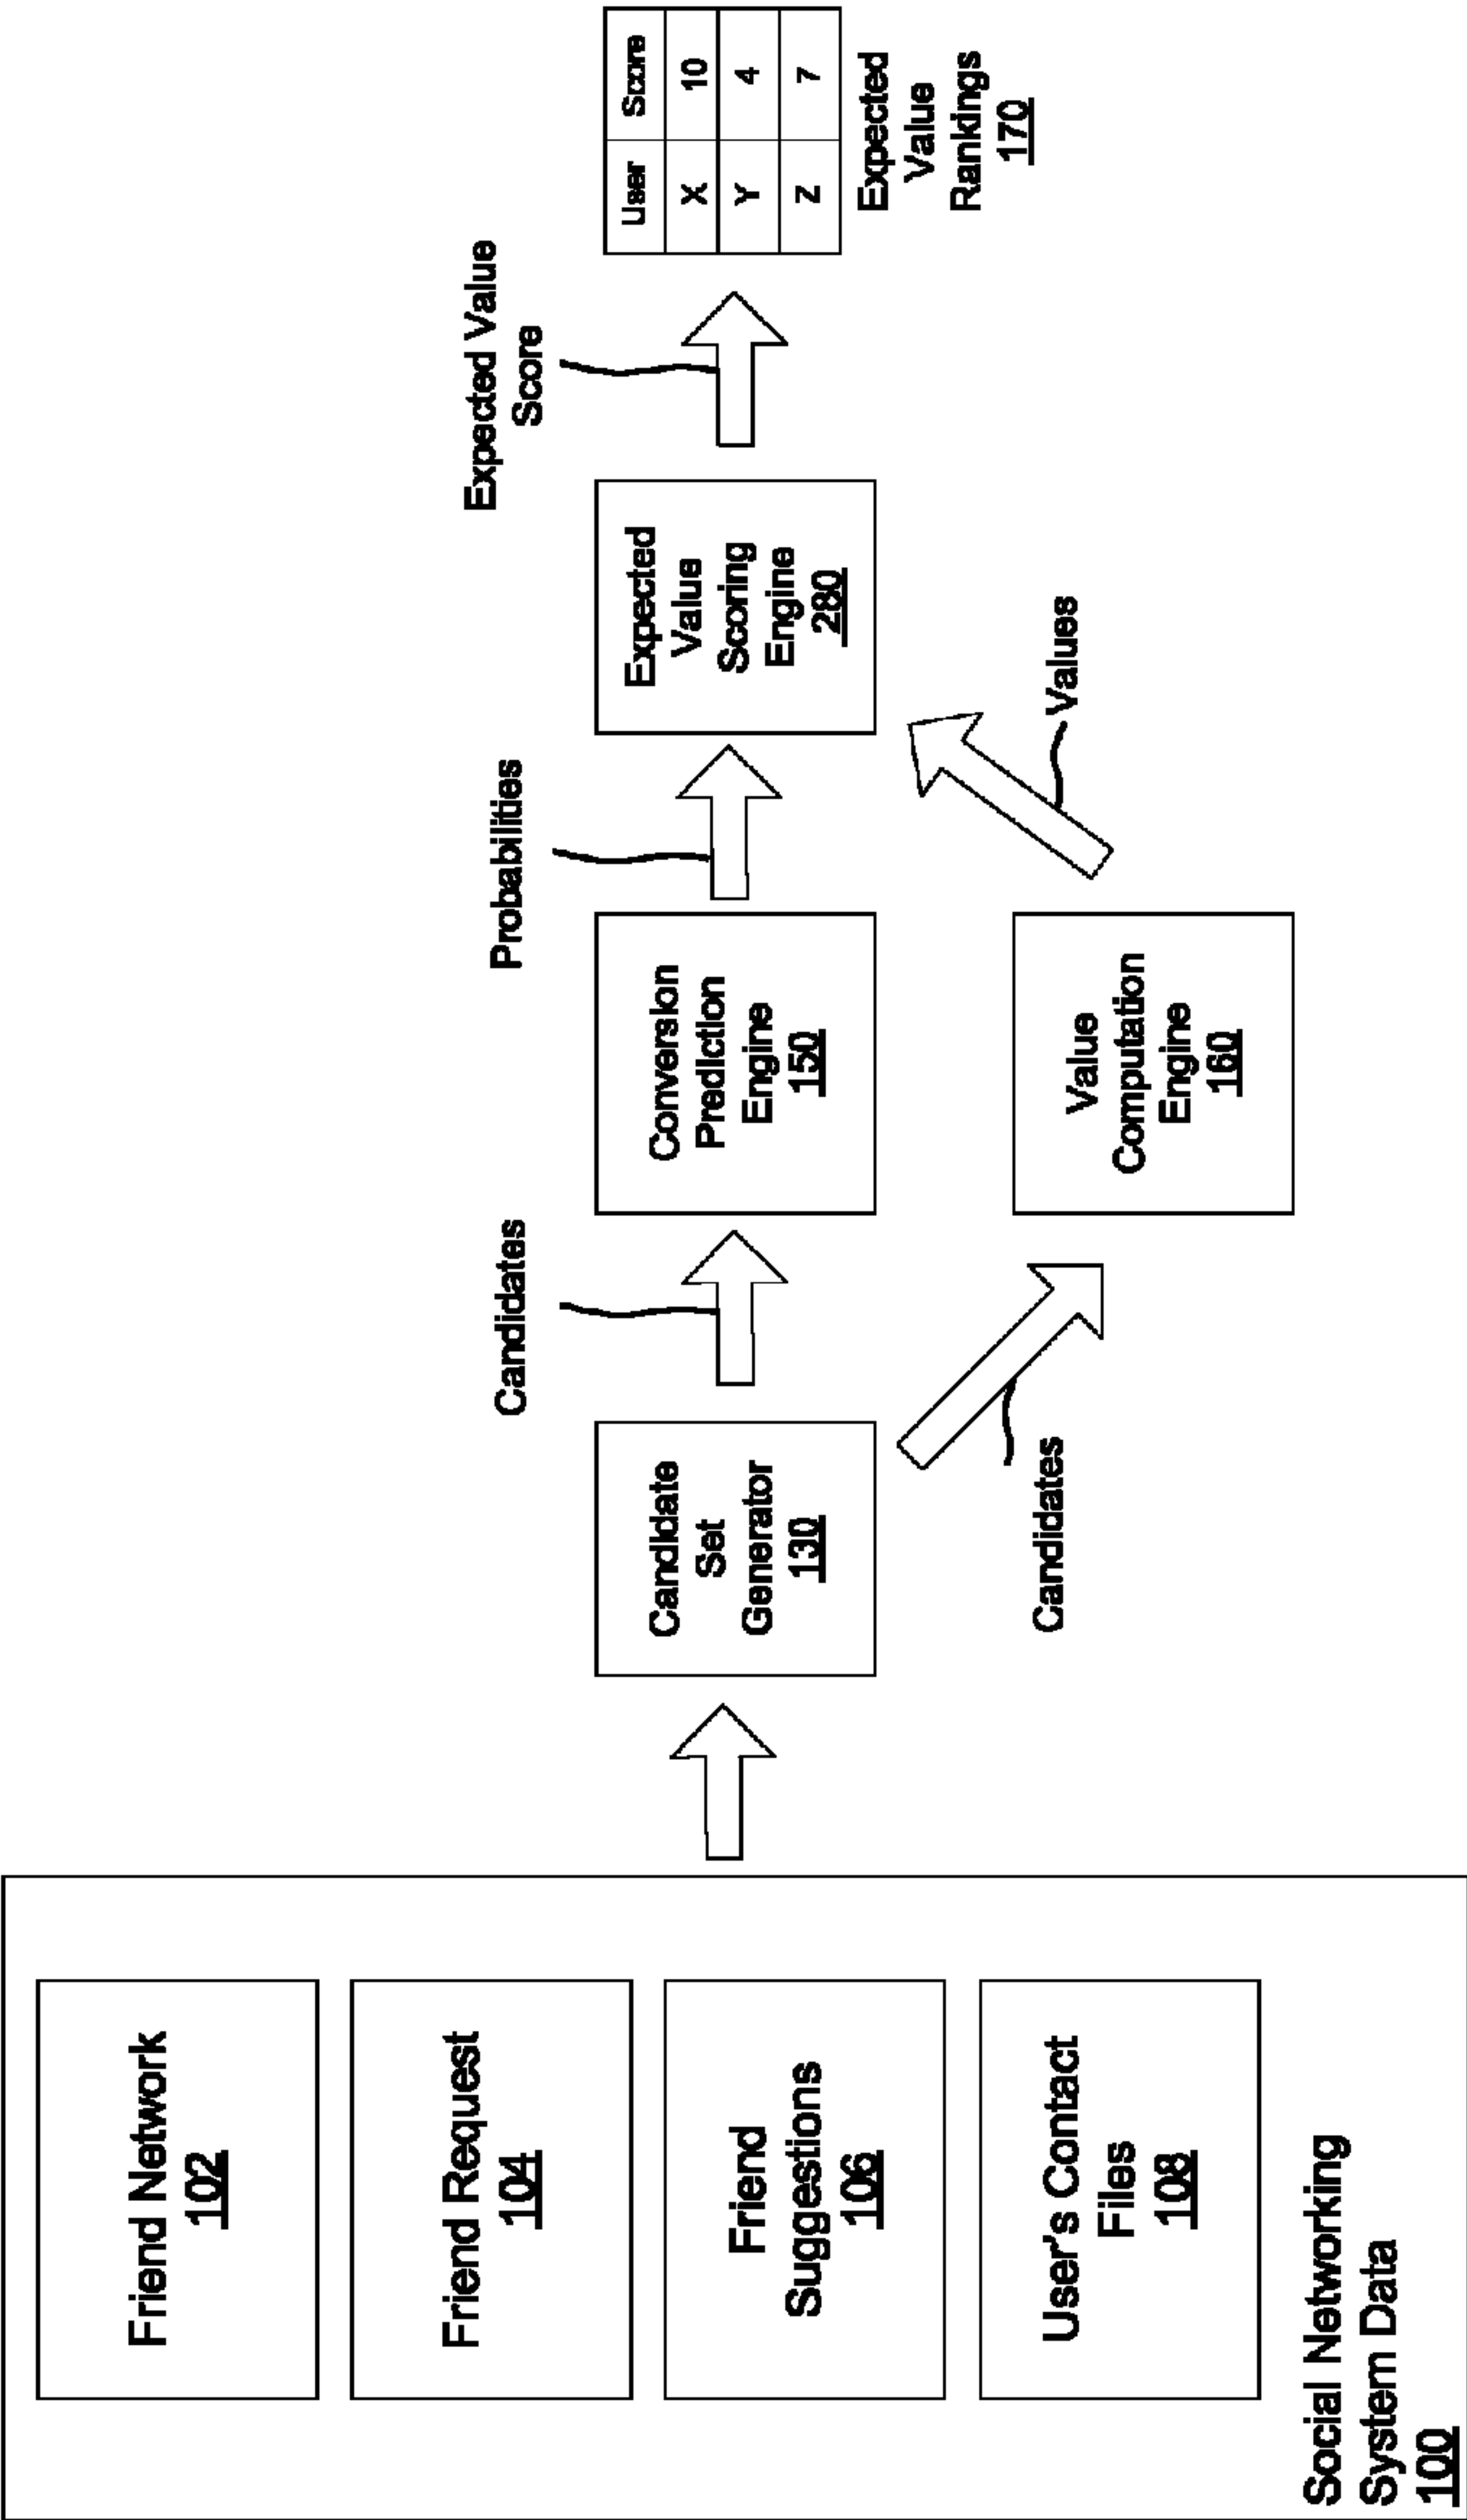 Friend Network
102
Friend Request
104
Friend
Suggestions
106
User's Contact
Files
108
Social Networking
System Data
100
Candidate
Set
Generator
130
Candidates
Candidates
Conversion
Prediction
Engine
150
Value
Computation
Engine
160
Probabilities
Values
Expected
Value
Scoring
Engine
280
Expected Value
Score
User Score
X 10
Y 4
Z 7
Expected
Value
Rankings
170